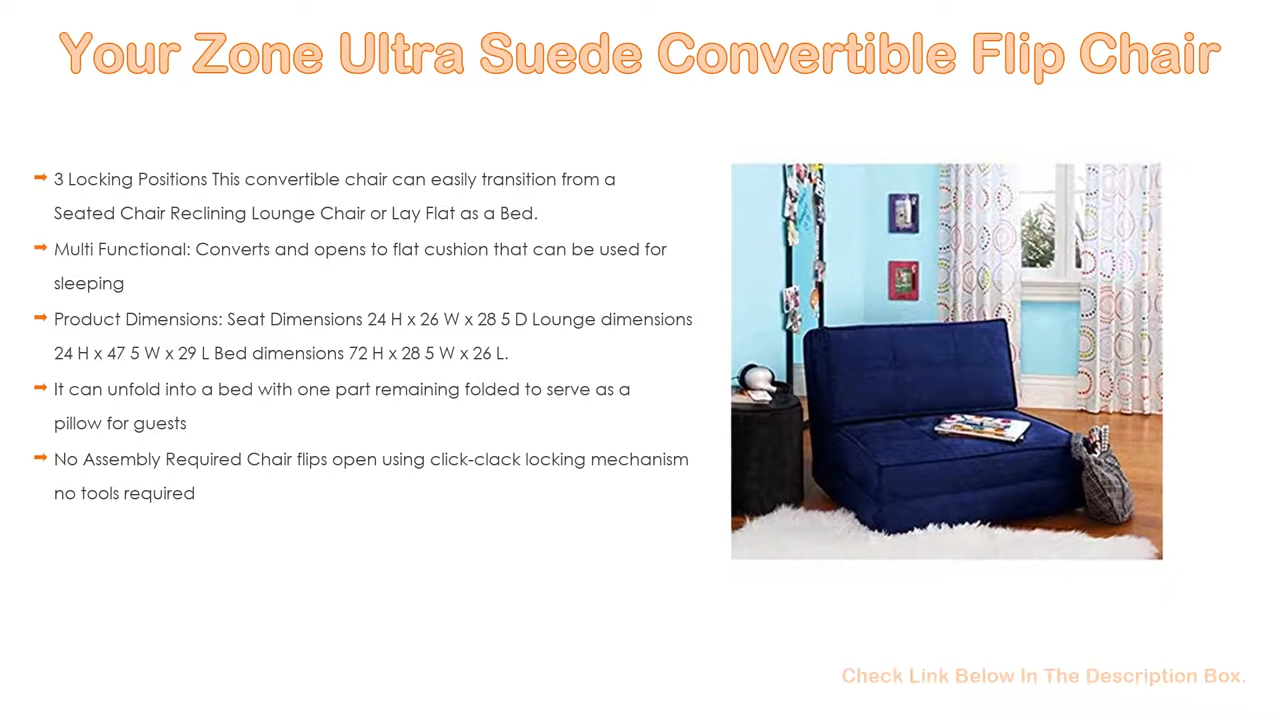 Your Zone Ultra Suede Convertible Flip Chair
3 Locking Positions This convertible chair can easily transition from a
Seated Chair Reclining Lounge Chair or Lay Flat as a Bed.
Multi Functional: Converts and opens to flat cushion that can be used for
sleeping
Product Dimensions: Seat Dimensions 24 H x 26 W x 28 5 D Lounge dimensions
24 H x 47 5 W x 29 L Bed dimensions 72 H x 28 5 W x 26 L.
It can unfold into a bed with one part remaining folded to serve as a
pillow for guests
No Assembly Required Chair flips open using click-clack locking mechanism
no tools required
Check Link Below In The Description Box.